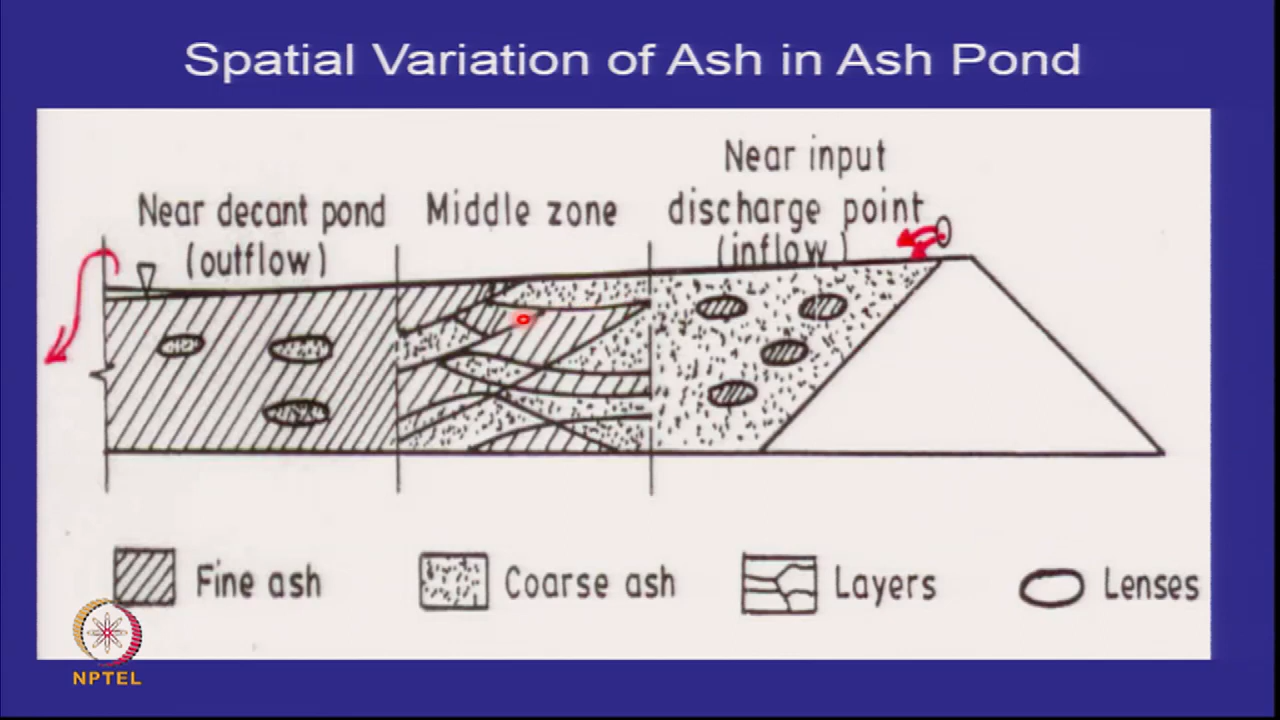 Spatial Variation of Ash in Ash Pond
Near input
discharge point
(inflow)
Near decant pond
(outflow)
Middle zone
Fine ash
Coarse ash
Layers
Lenses
NPTEL